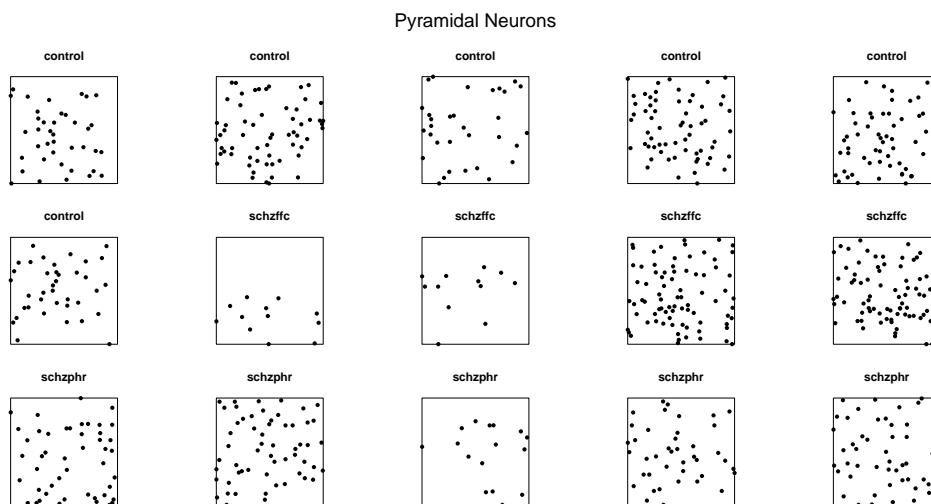 Pyramidal Neurons
control control control control control
control schzffc schzffc schzffc schzffc
schzphr schzphr schzphr schzphr schzphr